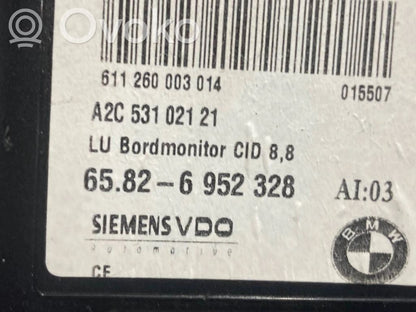 Ovoko
611 260 003 014 015507
A2C 531 021 21
LU Bordmonitor CID 8,8
65.82-6 952 328 AI:03
SIEMENS VDO
Automotive
BMW
CE